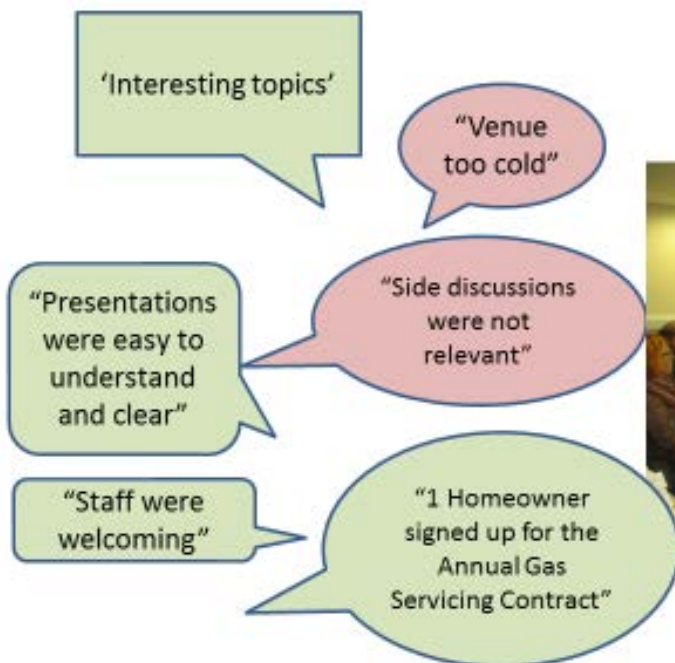 ‘Interesting topics’
“Venue
too cold”
“Presentations
were easy to
understand
and clear”
“Side discussions
were not
relevant”
“Staff were
welcoming”
“1 Homeowner
signed up for the
Annual Gas
Servicing Contract”